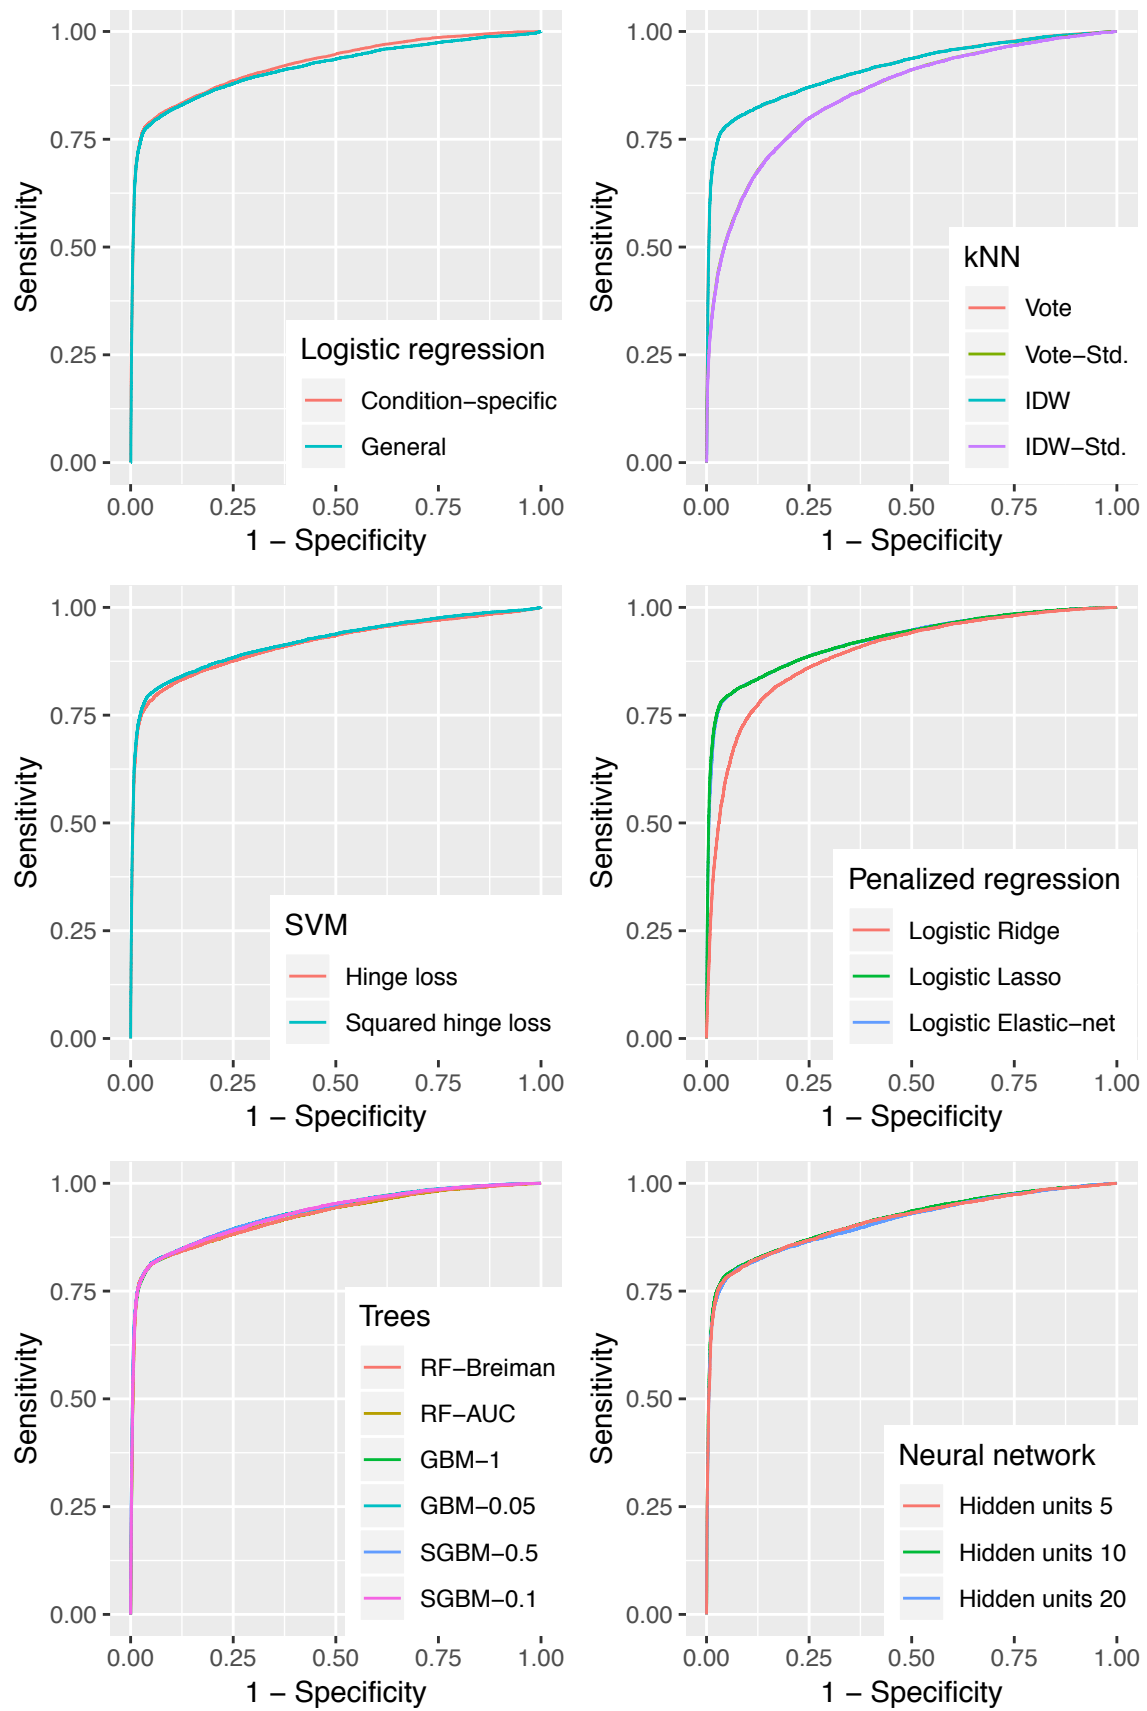 1.00
0.75
0.50
0.25
0.00
Sensitivity
Logistic regression
Condition−specific
General
0.00 0.25 0.50 0.75 1.00
1 − Specificity
1.00
0.75
0.50
0.25
0.00
Sensitivity
kNN
Vote
Vote−Std.
IDW
IDW−Std.
0.00 0.25 0.50 0.75 1.00
1 − Specificity
1.00
0.75
0.50
0.25
0.00
Sensitivity
SVM
Hinge loss
Squared hinge loss
0.00 0.25 0.50 0.75 1.00
1 − Specificity
1.00
0.75
0.50
0.25
0.00
Sensitivity
Penalized regression
Logistic Ridge
Logistic Lasso
Logistic Elastic−net
0.00 0.25 0.50 0.75 1.00
1 − Specificity
1.00
0.75
0.50
0.25
0.00
Sensitivity
Trees
RF−Breiman
RF−AUC
GBM−1
GBM−0.05
SGBM−0.5
SGBM−0.1
0.00 0.25 0.50 0.75 1.00
1 − Specificity
1.00
0.75
0.50
0.25
0.00
Sensitivity
Neural network
Hidden units 5
Hidden units 10
Hidden units 20
0.00 0.25 0.50 0.75 1.00
1 − Specificity